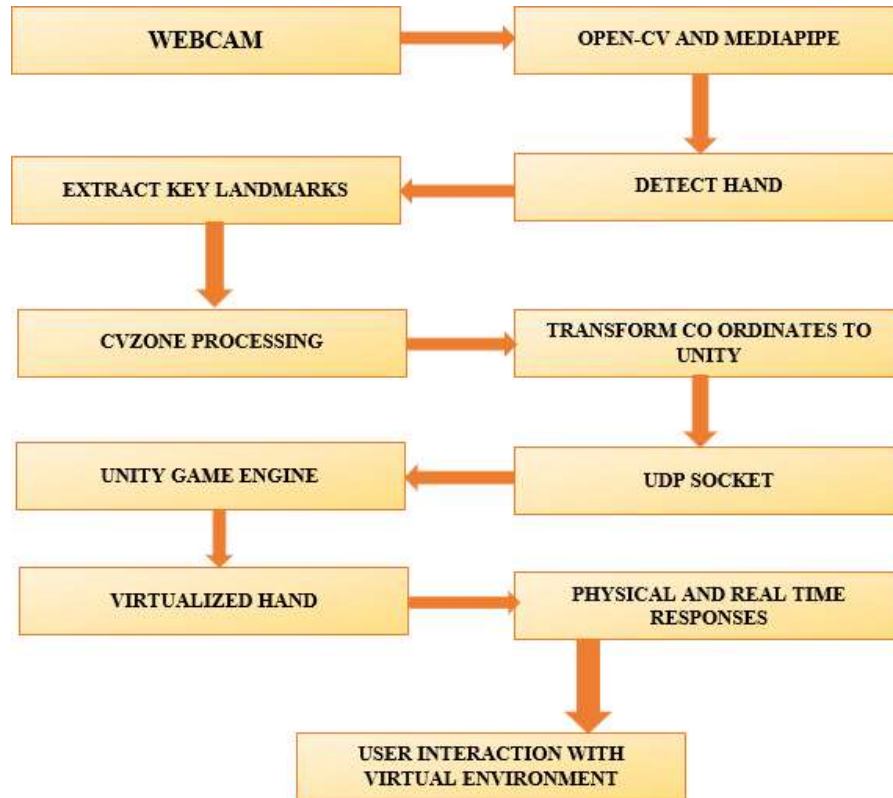 WEBCAM
OPEN-CV AND MEDIAPIPE
DETECT HAND
EXTRACT KEY LANDMARKS
CVZONE PROCESSING
TRANSFORM CO ORDINATES TO
UNITY
UDP SOCKET
UNITY GAME ENGINE
VIRTUALIZED HAND
PHYSICAL AND REAL TIME
RESPONSES
USER INTERACTION WITH
VIRTUAL ENVIRONMENT